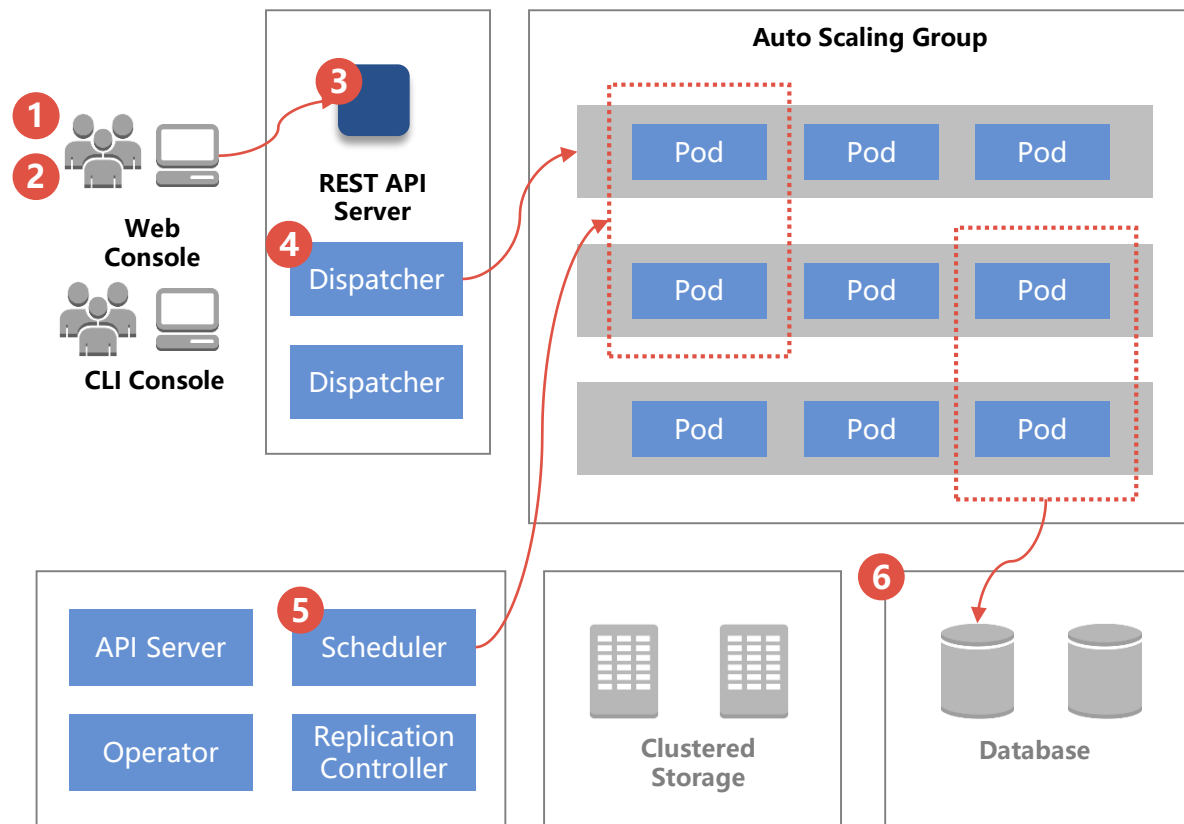 1
2
Web
Console
CLI Console
3
REST API
Server
4
Dispatcher
Dispatcher
Auto Scaling Group
Pod
Pod
Pod
Pod
Pod
Pod
Pod
Pod
Pod
API Server
5
Scheduler
Operator
Replication
Controller
Clustered
Storage
6
Database